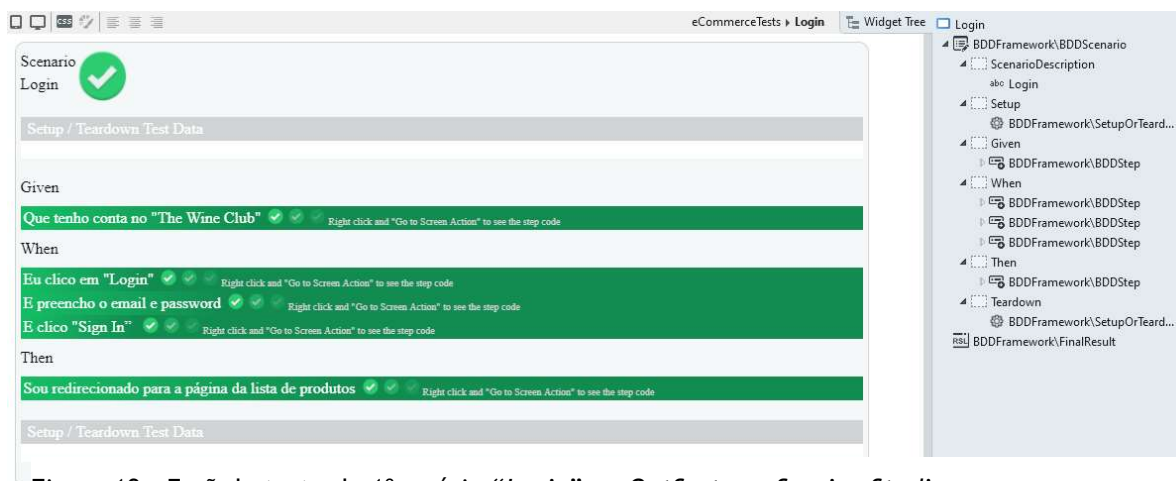 eCommerceTests ▸ Login
Widget Tree
Scenario
Login
Setup / Teardown Test Data
Given
Que tenho conta no "The Wine Club" Right click and "Go to Screen Action" to see the step code
When
Eu clico em "Login" Right click and "Go to Screen Action" to see the step code
E preencho o email e password Right click and "Go to Screen Action" to see the step code
E clico "Sign In" Right click and "Go to Screen Action" to see the step code
Then
Sou redirecionado para a página da lista de produtos Right click and "Go to Screen Action" to see the step code
Setup / Teardown Test Data
Login
BDDFramework\BDDScenario
ScenarioDescription
abc Login
Setup
BDDFramework\SetupOrTeard...
Given
BDDFramework\BDDStep
When
BDDFramework\BDDStep
BDDFramework\BDDStep
BDDFramework\BDDStep
Then
BDDFramework\BDDStep
Teardown
BDDFramework\SetupOrTeard...
BDDFramework\FinalResult